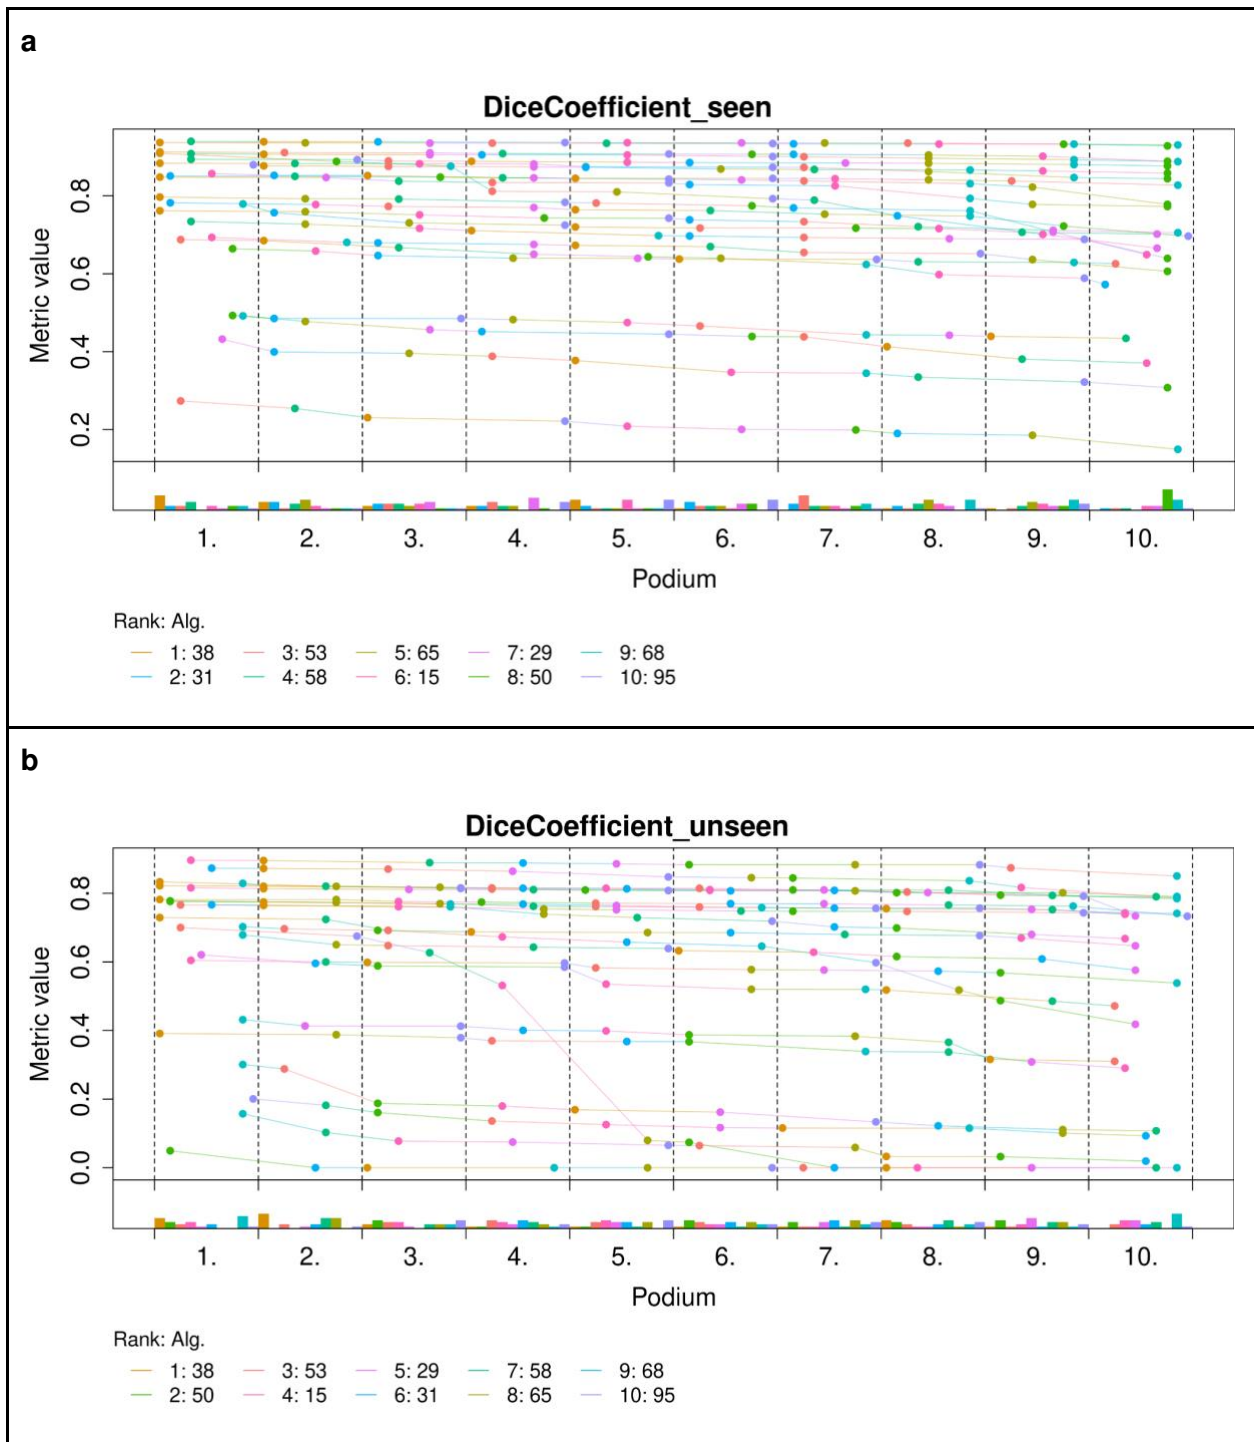 a
DiceCoefficient_seen
Metric value
0.2 0.4 0.6 0.8
1. 2. 3. 4. 5. 6. 7. 8. 9. 10.
Podium
Rank: Alg.
1: 38 3: 53 5: 65 7: 29 9: 68
2: 31 4: 58 6: 15 8: 50 10: 95
b
DiceCoefficient_unseen
Metric value
0.0 0.2 0.4 0.6 0.8
1. 2. 3. 4. 5. 6. 7. 8. 9. 10.
Podium
Rank: Alg.
1: 38 3: 53 5: 29 7: 58 9: 68
2: 50 4: 15 6: 31 8: 65 10: 95